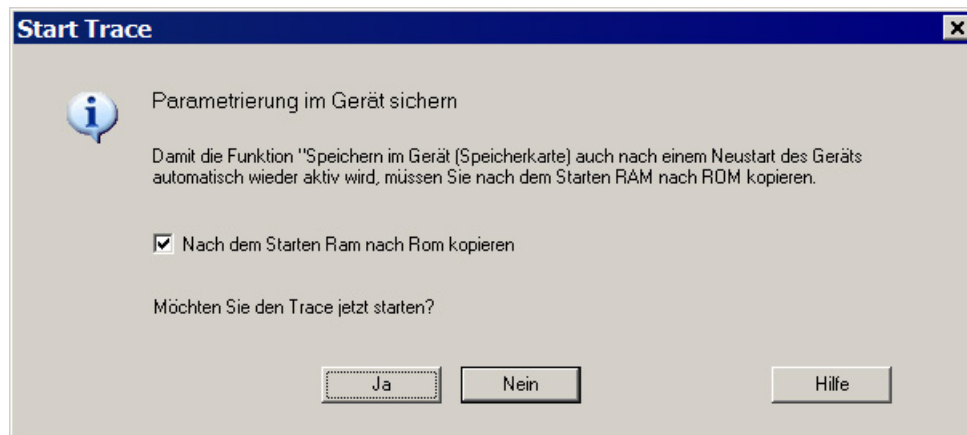 Start Trace
Parametrierung im Gerät sichern
Damit die Funktion "Speichern im Gerät (Speicherkarte) auch nach einem Neustart des Geräts
automatisch wieder aktiv wird, müssen Sie nach dem Starten RAM nach ROM kopieren.
Nach dem Starten Ram nach Rom kopieren
Möchten Sie den Trace jetzt starten?
Ja Nein Hilfe